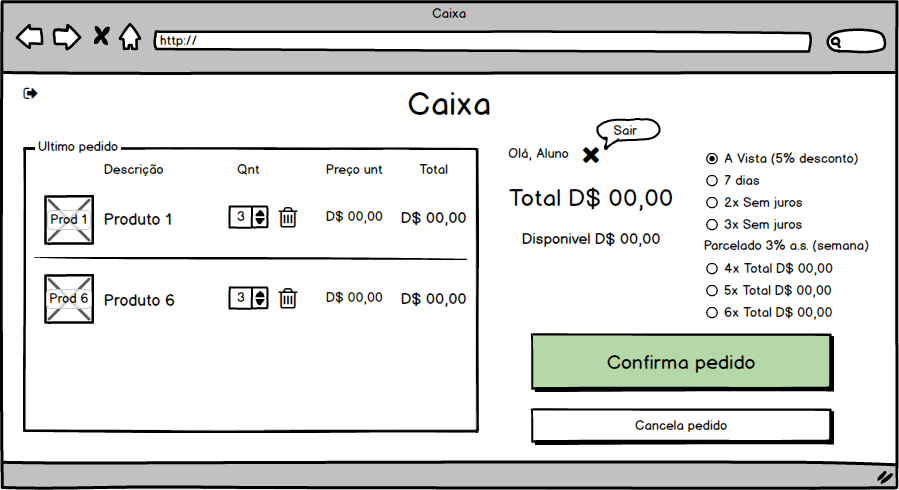 Caixa
http://
Caixa
Ultimo pedido
Descrição Qnt Preço unt Total
Prod 1 Produto 1 3 D$ 00,00 D$ 00,00
Prod 6 Produto 6 3 D$ 00,00 D$ 00,00
Sair
Olá, Aluno
Total D$ 00,00
Disponivel D$ 00,00
A Vista (5% desconto)
7 dias
2x Sem juros
3x Sem juros
Parcelado 3% a.s. (semana)
4x Total D$ 00,00
5x Total D$ 00,00
6x Total D$ 00,00
Confirma pedido
Cancela pedido